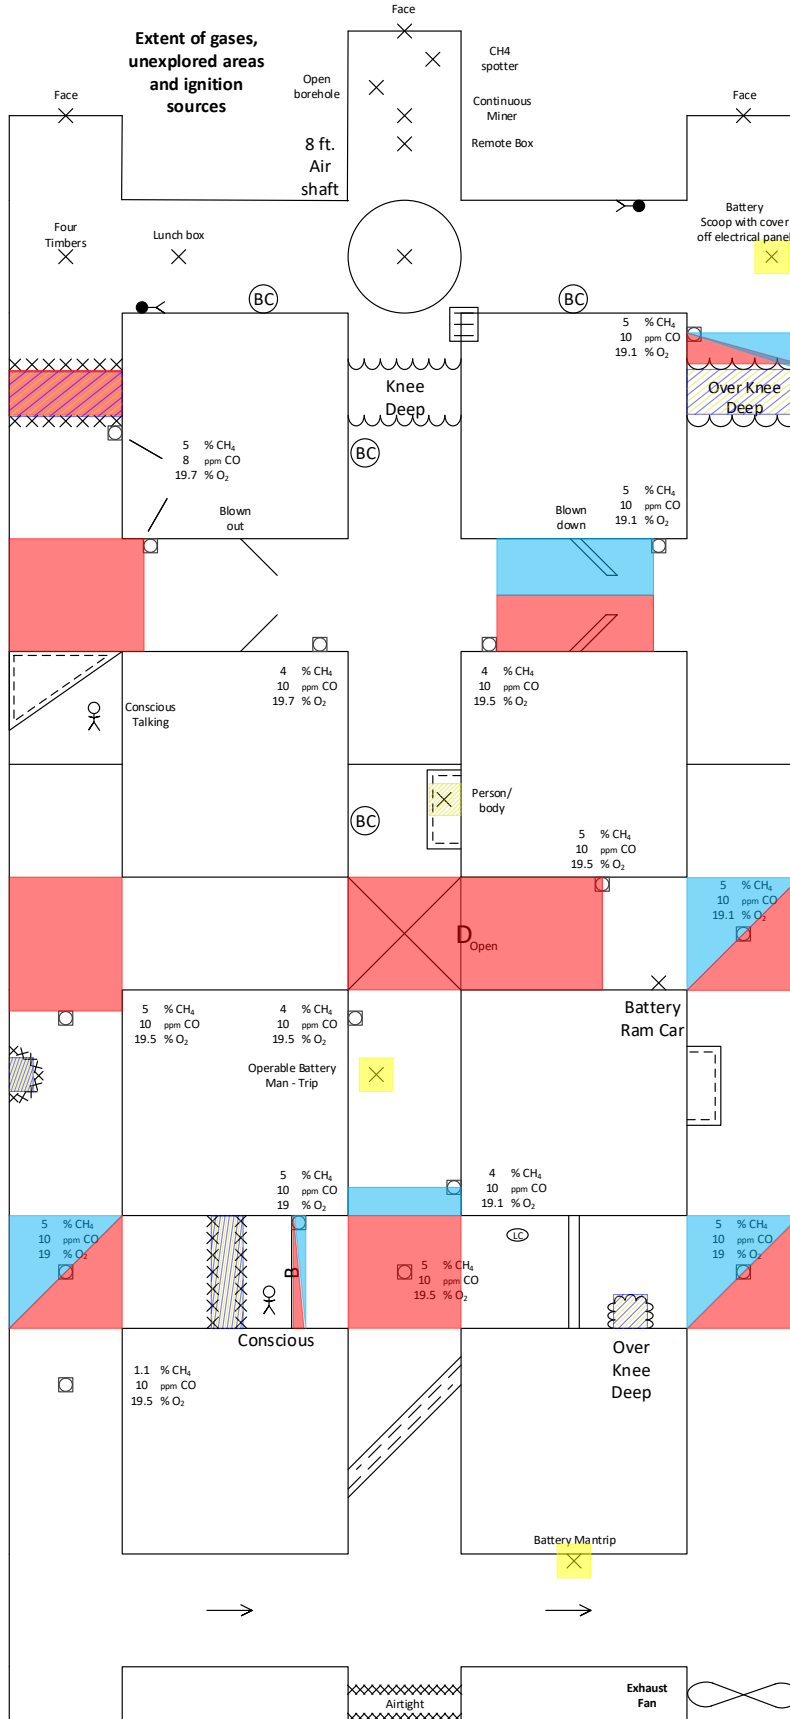 Face
Extent of gases,
unexplored areas
and ignition
sources
CH4
spotter
Open
borehole
Face
Continuous
Miner
Face
8 ft.
Air
shaft
Remote Box
Four
Timbers
Lunch box
Battery
Scoop with cover
off electrical panel
BC
BC
5 % CH4
10 ppm CO
19.1 % O2
Knee
Deep
Over Knee
Deep
5 % CH4
8 ppm CO
19.7 % O2
BC
5 % CH4
10 ppm CO
19.1 % O2
Blown
out
Blown
down
4 % CH4
10 ppm CO
19.7 % O2
4 % CH4
10 ppm CO
19.5 % O2
Conscious
Talking
Person/
body
BC
5 % CH4
10 ppm CO
19.5 % O2
5 % CH4
10 ppm CO
19.1 % O2
D Open
5 % CH4
10 ppm CO
19.5 % O2
4 % CH4
10 ppm CO
19.5 % O2
Battery
Ram Car
Operable Battery
Man - Trip
5 % CH4
10 ppm CO
19 % O2
4 % CH4
10 ppm CO
19.1 % O2
5 % CH4
10 ppm CO
19 % O2
5 % CH4
10 ppm CO
19 % O2
LC
B
5 % CH4
10 ppm CO
19.5 % O2
Conscious
Over
Knee
Deep
1.1 % CH4
10 ppm CO
19.5 % O2
Battery Mantrip
Airtight
Exhaust
Fan